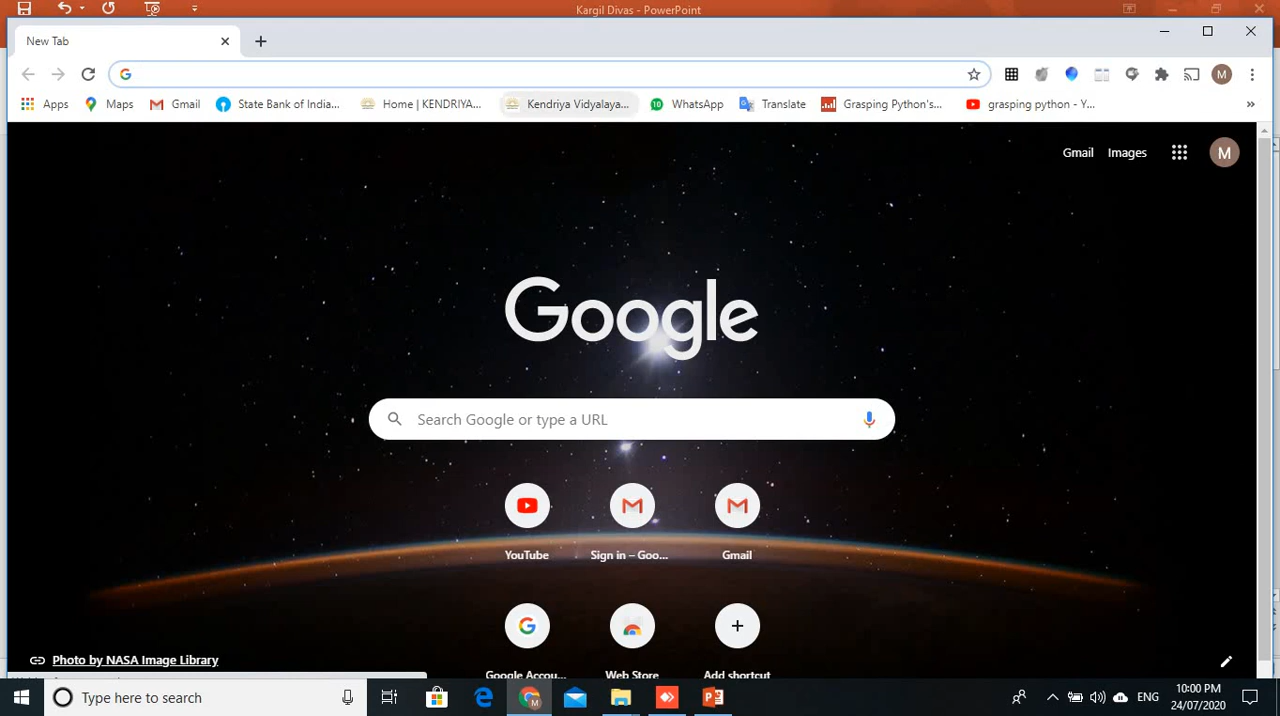 Kargil Divas - PowerPoint
New Tab
Apps Maps Gmail State Bank of India... Home | KENDRIYA... Kendriya Vidyalaya... WhatsApp Translate Grasping Python's... grasping python - Y... »
M
Gmail Images M
Google
Search Google or type a URL
YouTube Sign in – Goo... Gmail
Google Accou... Web Store Add shortcut
Photo by NASA Image Library
Type here to search
ENG
10:00 PM
24/07/2020